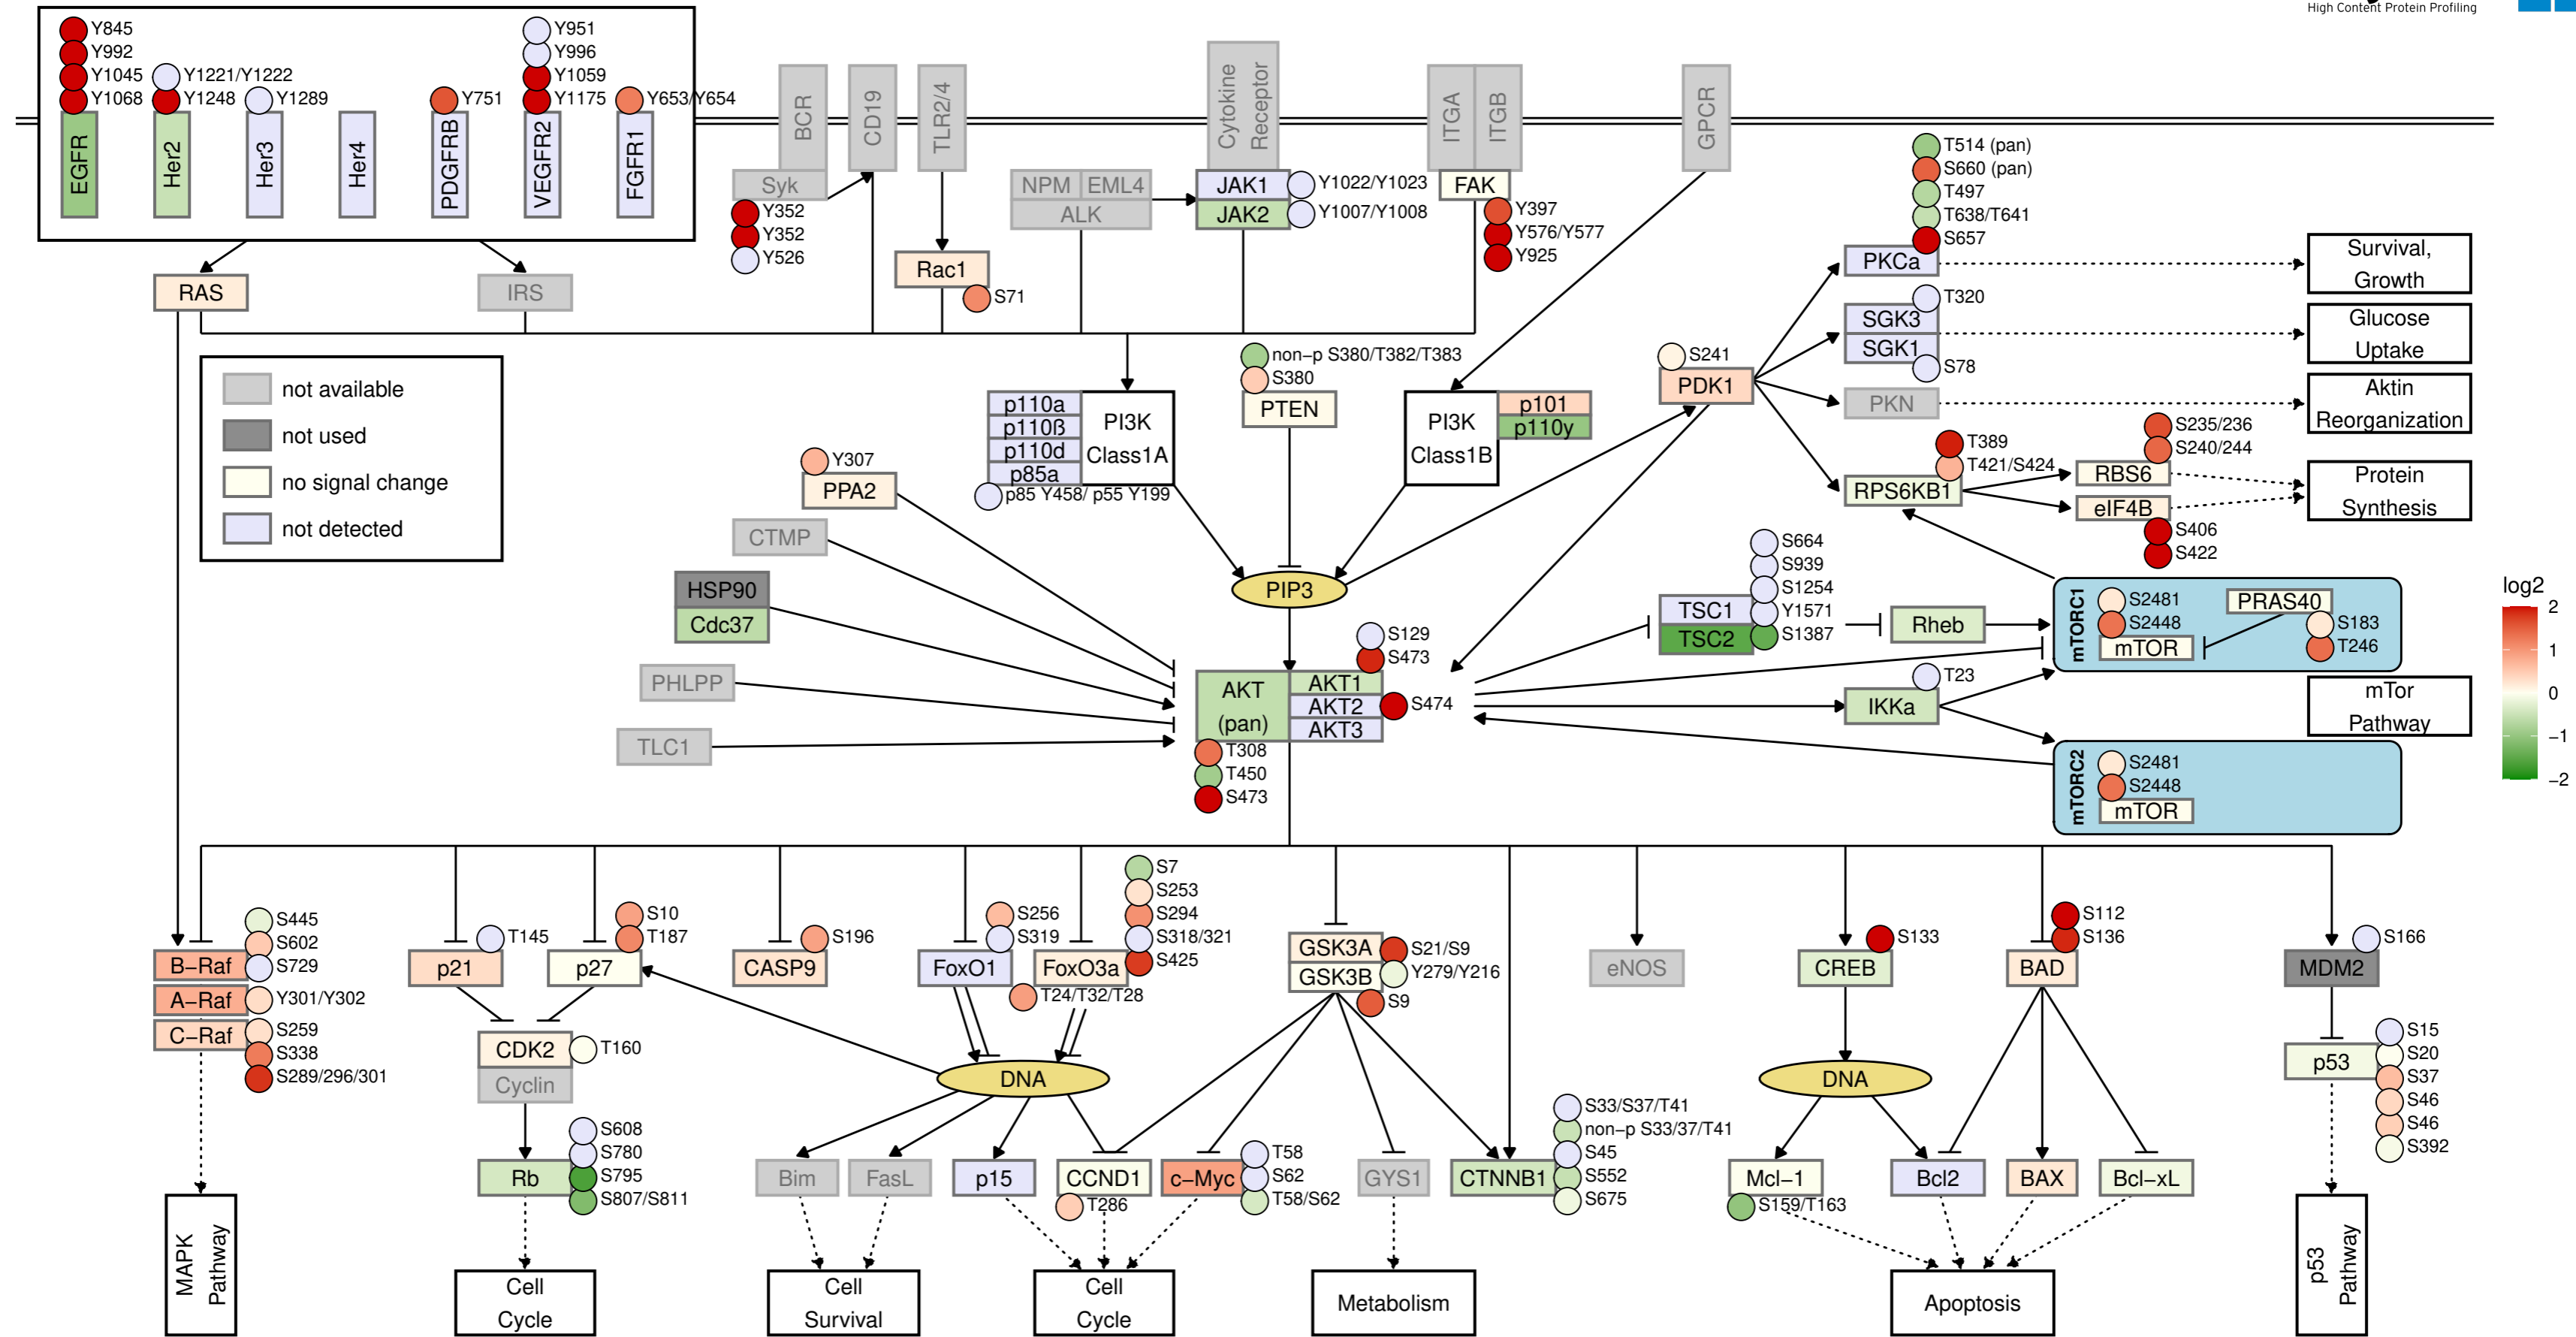 High Content Protein Profiling
Y845
Y992
Y1045
Y1068
Y1221/Y1222
Y1248
Y1289
Y751
Y951
Y996
Y1059
Y1175
Y653/Y654
EGFR
Her2
Her3
Her4
PDGFRB
VEGFR2
FGFR1
BCR
CD19
TLR2/4
Cytokine
Receptor
ITGA
ITGB
GPCR
Syk
Y352
Y352
Y526
NPM
EML4
ALK
JAK1
JAK2
Y1022/Y1023
Y1007/Y1008
FAK
Y397
Y576/Y577
Y925
Rac1
S71
RAS
IRS
T514 (pan)
S660 (pan)
T497
T638/T641
S657
PKCa
Survival,
Growth
T320
SGK3
SGK1
S78
Glucose
Uptake
PKN
Aktin
Reorganization
not available
not used
no signal change
not detected
non−p S380/T382/T383
S380
PTEN
S241
PDK1
p110a
p110ß
p110d
p85a
PI3K
Class1A
p85 Y458/ p55 Y199
PI3K
Class1B
p101
p110y
T389
T421/S424
RPS6KB1
S235/236
S240/244
RBS6
eIF4B
S406
S422
Protein
Synthesis
Y307
PPA2
CTMP
HSP90
Cdc37
PHLPP
TLC1
PIP3
S664
S939
S1254
Y1571
S1387
TSC1
TSC2
Rheb
mTORC1
S2481
S2448
mTOR
PRAS40
S183
T246
log2
2
1
0
−1
−2
S129
S473
AKT
(pan)
AKT1
AKT2
AKT3
S474
T308
T450
S473
T23
IKKa
mTor
Pathway
mTORC2
S2481
S2448
mTOR
S445
S602
S729
B−Raf
A−Raf
Y301/Y302
C−Raf
S259
S338
S289/296/301
T145
p21
S10
T187
p27
S196
CASP9
S256
S319
FoxO1
S7
S253
S294
S318/321
S425
FoxO3a
T24/T32/T28
GSK3A
GSK3B
S21/S9
Y279/Y216
S9
eNOS
S133
CREB
S112
S136
BAD
S166
MDM2
CDK2
T160
Cyclin
DNA
DNA
S15
S20
S37
S46
S46
S392
p53
S608
S780
S795
S807/S811
Rb
Bim
FasL
p15
CCND1
T286
c−Myc
T58
S62
T58/S62
GYS1
CTNNB1
S33/S37/T41
non−p S33/37/T41
S45
S552
S675
Mcl−1
S159/T163
Bcl2
BAX
Bcl−xL
MAPK
Pathway
Cell
Cycle
Cell
Survival
Cell
Cycle
Metabolism
Apoptosis
p53
Pathway